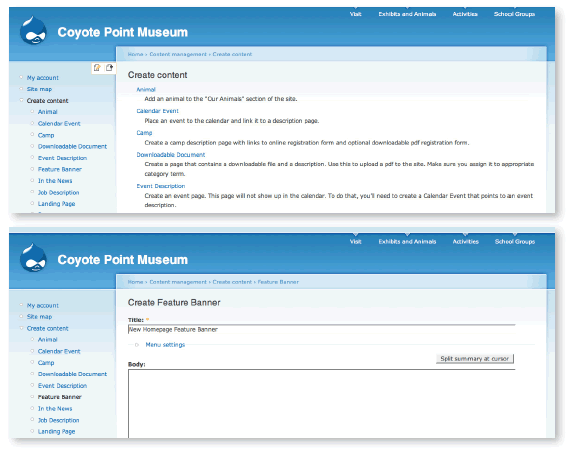 Visit Exhibits and Animals Activities School Groups
Coyote Point Museum
Home › Content management › Create content
My account
Site map
Create content
Animal
Calendar Event
Camp
Downloadable Document
Event Description
Feature Banner
In the News
Job Description
Landing Page
Create content
Animal
Add an animal to the "Our Animals" section of the site.
Calendar Event
Place an event to the calendar and link it to a description page.
Camp
Create a camp description page with links to online registration form and optional downloadable pdf registration form.
Downloadable Document
Create a page that contains a downloadable file and a description. Use this to upload a pdf to the site. Make sure you assign it to appropriate
category term.
Event Description
Create an event page. This page will not show up in the calendar. To do that, you'll need to create a Calendar Event that points to an event
description.
Visit Exhibits and Animals Activities School Groups
Coyote Point Museum
Home › Content management › Create content › Feature Banner
My account
Site map
Create content
Animal
Calendar Event
Camp
Downloadable Document
Event Description
Feature Banner
In the News
Job Description
Landing Page
Create Feature Banner
Title: *
New Homepage Feature Banner
Menu settings
Split summary at cursor
Body: